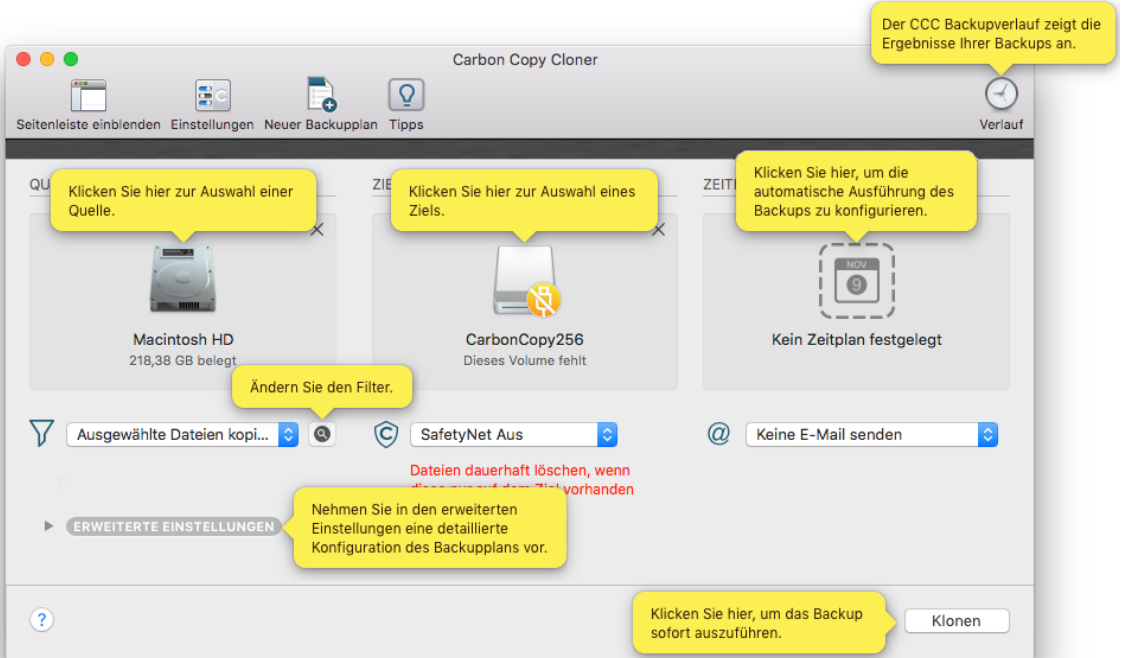 Der CCC Backupverlauf zeigt die
Ergebnisse Ihrer Backups an.
Carbon Copy Cloner
Seitenleiste einblenden
Einstellungen
Neuer Backupplan
Tipps
Verlauf
QU
Klicken Sie hier zur Auswahl einer
Quelle.
ZIE
Klicken Sie hier zur Auswahl eines
Ziels.
ZEIT
Klicken Sie hier, um die
automatische Ausführung des
Backups zu konfigurieren.
NOV
9
Macintosh HD
218,38 GB belegt
CarbonCopy256
Dieses Volume fehlt
Kein Zeitplan festgelegt
Ändern Sie den Filter.
Ausgewählte Dateien kopi...
SafetyNet Aus
@
Keine E-Mail senden
Dateien dauerhaft löschen, wenn
vorhanden
ERWEITERTE EINSTELLUNGEN
Nehmen Sie in den erweiterten
Einstellungen eine detaillierte
Konfiguration des Backupplans vor.
?
Klicken Sie hier, um das Backup
sofort auszuführen.
Klonen